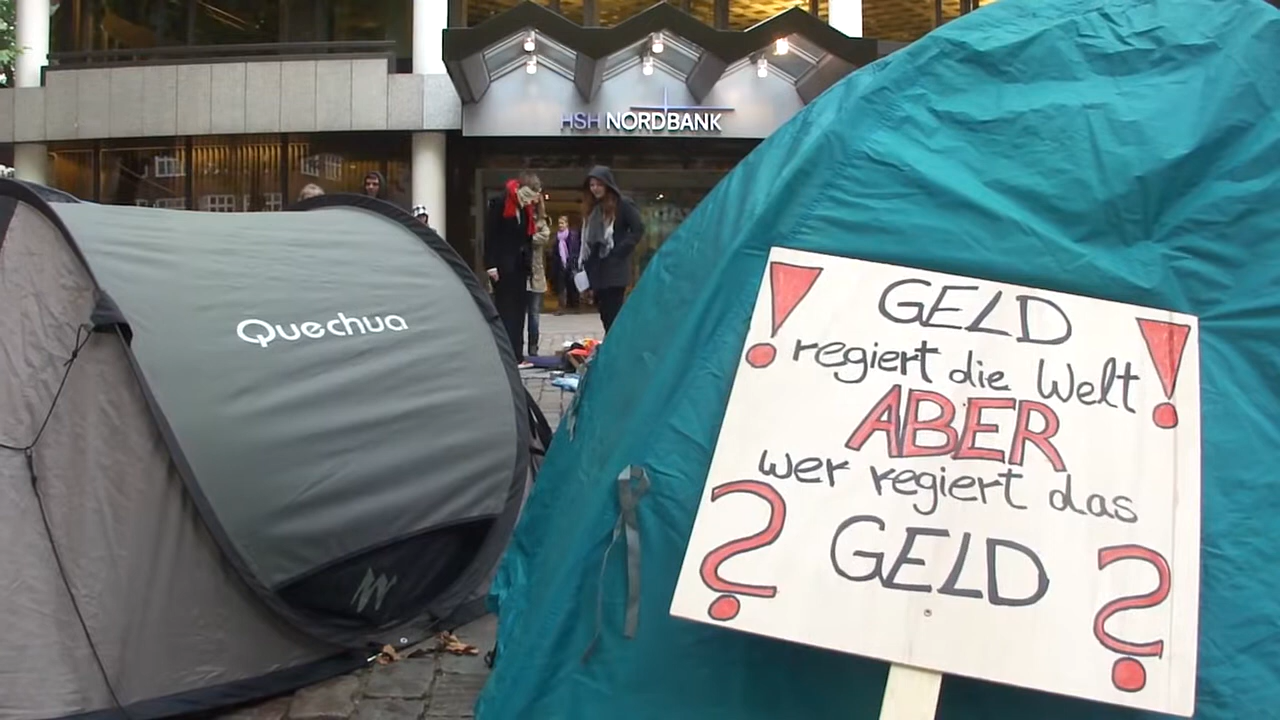 HSH NORDBANK
Quechua
! GELD !
regiert die Welt
ABER
wer regiert das
? GELD ?